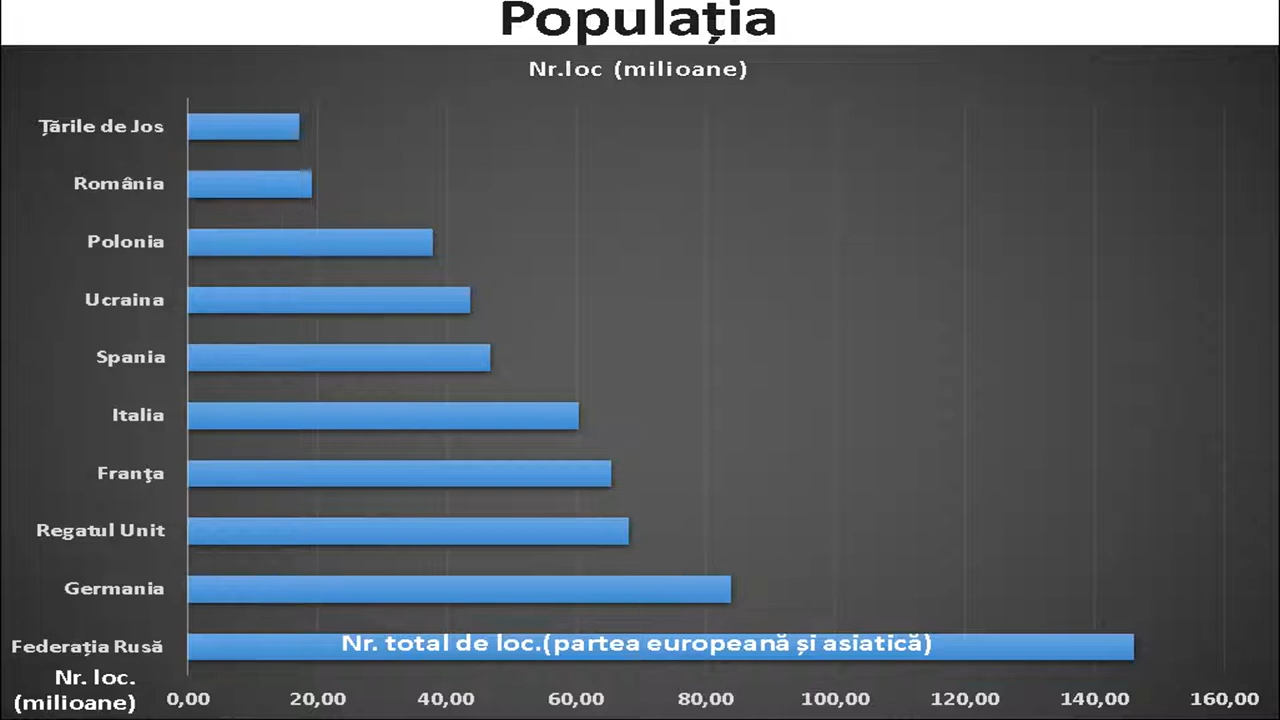 Populația
Nr.loc (milioane)
Țările de Jos
România
Polonia
Ucraina
Spania
Italia
Franţa
Regatul Unit
Germania
Federația Rusă
Nr. total de loc.(partea europeană și asiatică)
Nr. loc.
(milioane)
0,00 20,00 40,00 60,00 80,00 100,00 120,00 140,00 160,00